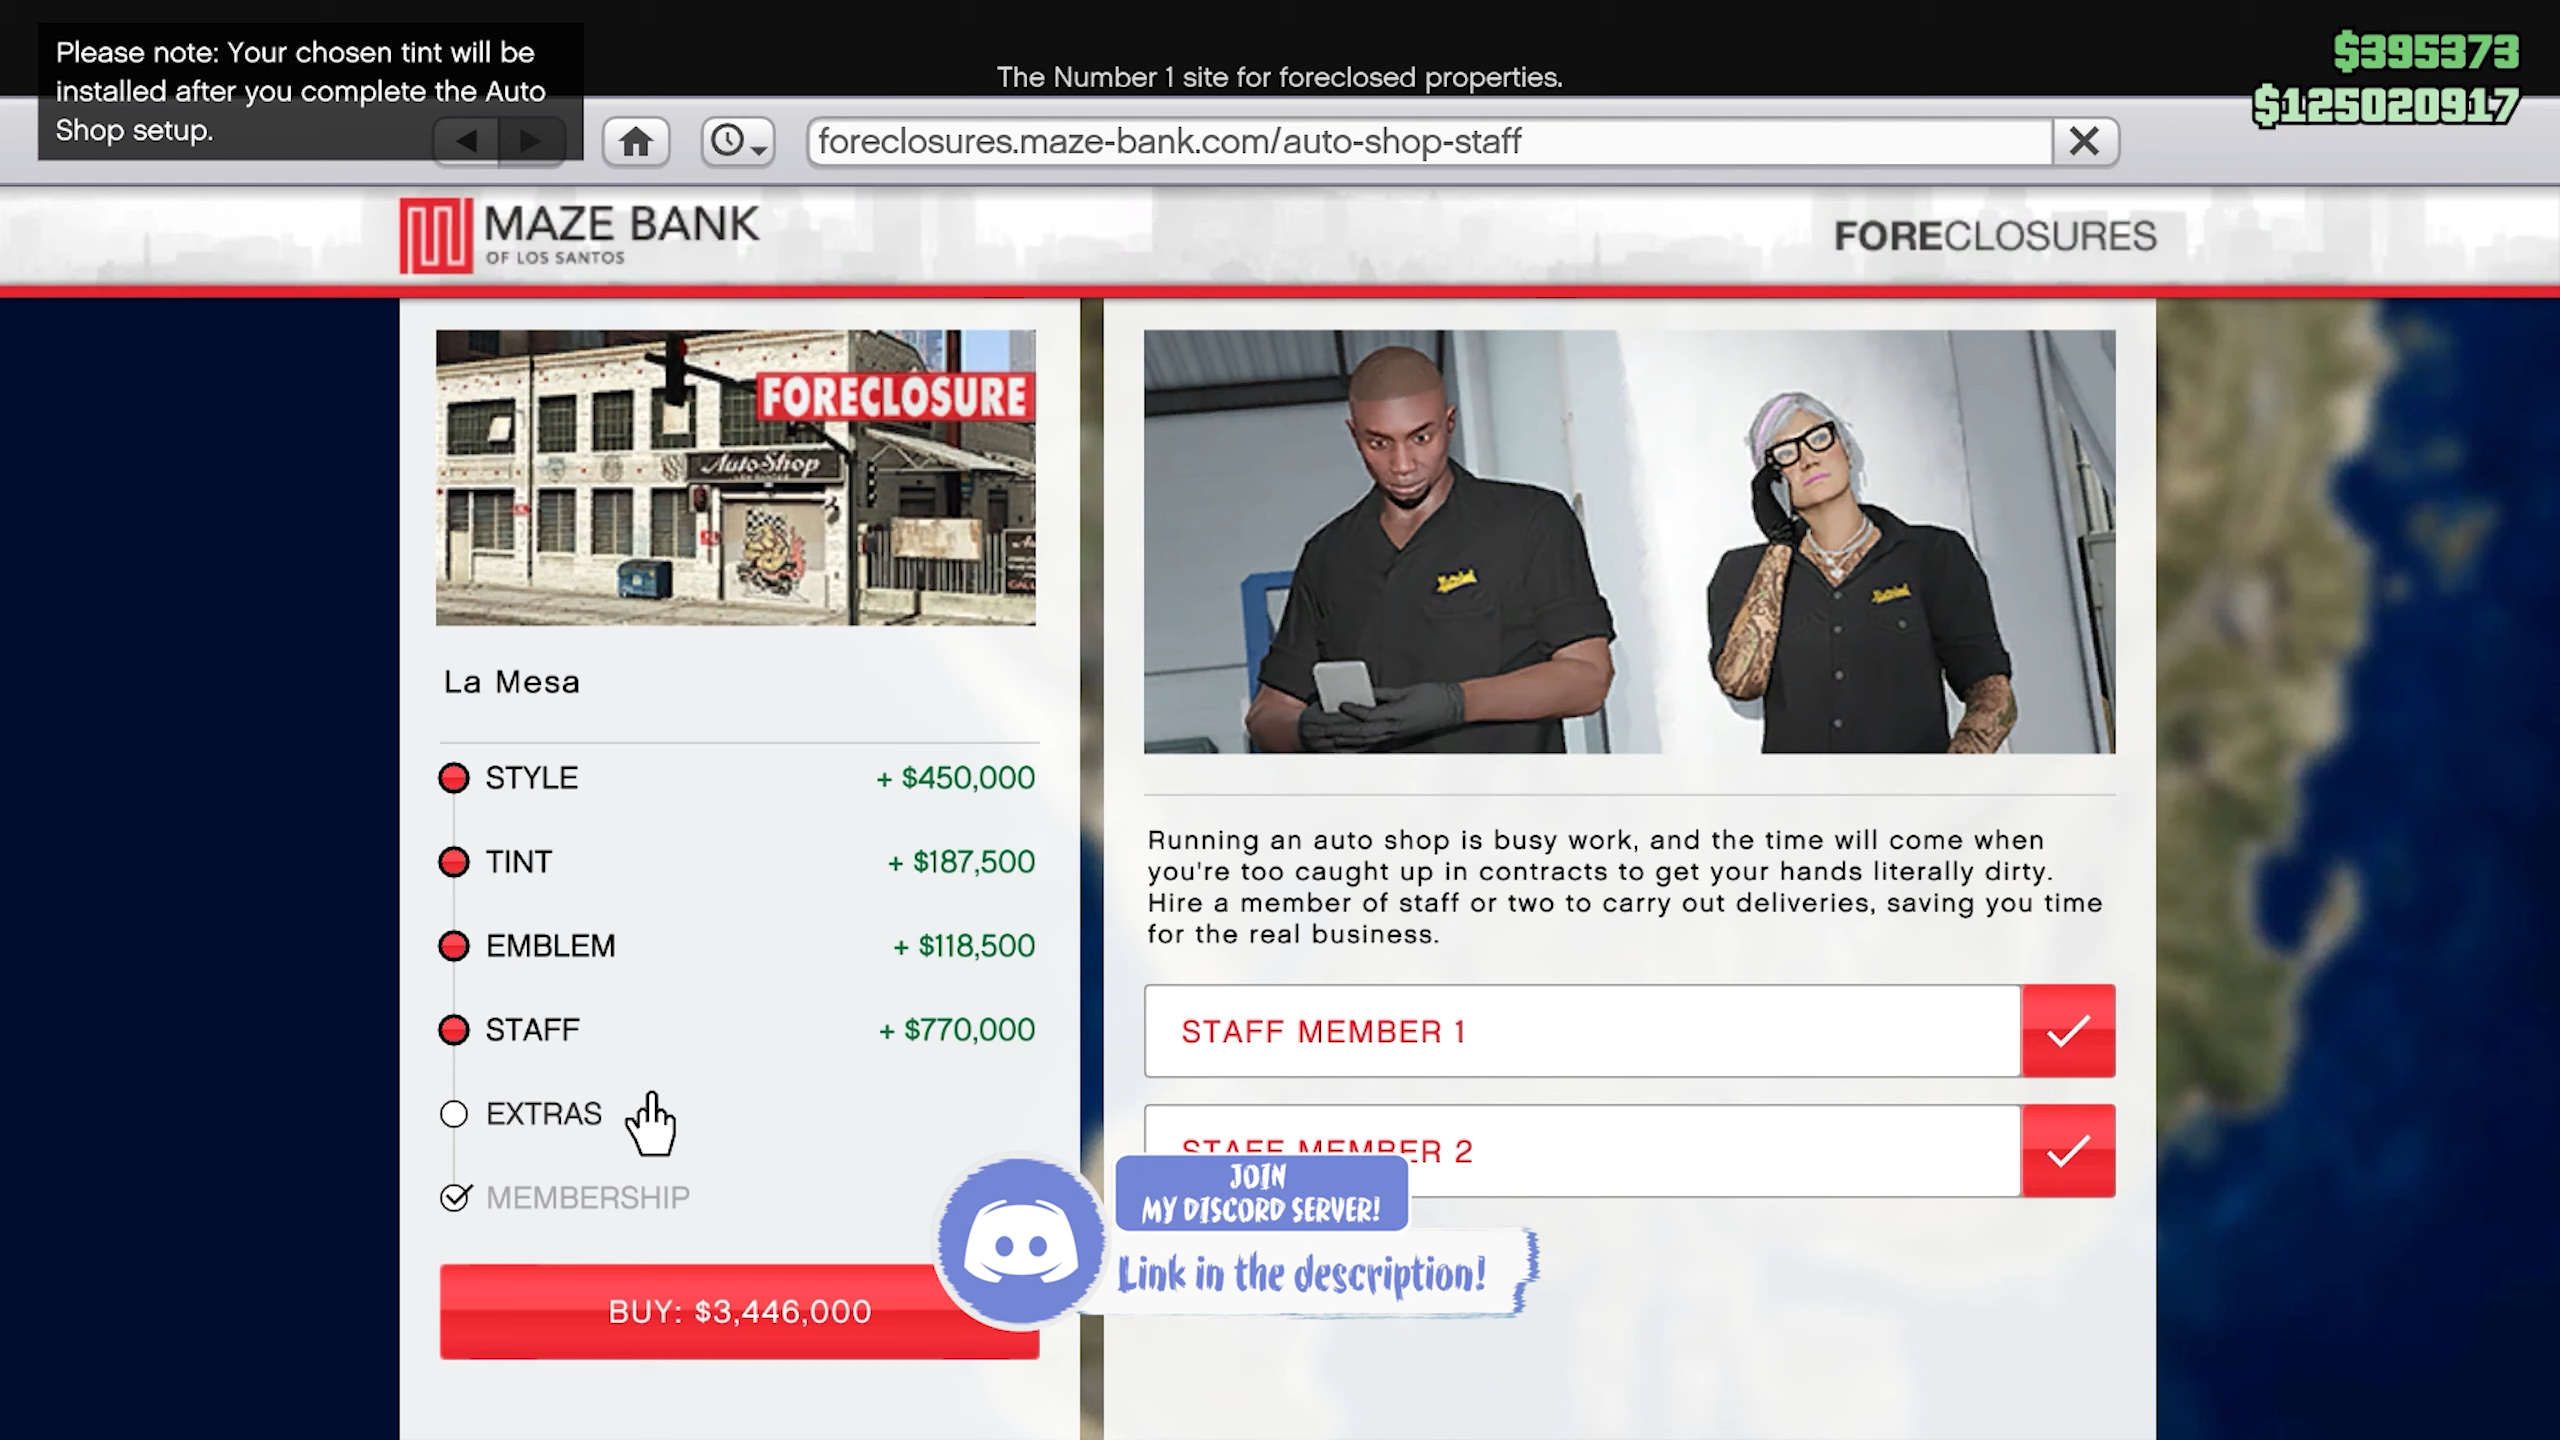 Please note: Your chosen tint will be
installed after you complete the Auto
Shop setup.
The Number 1 site for foreclosed properties.
$395373
$125020917
foreclosures.maze-bank.com/auto-shop-staff
MAZE BANK
OF LOS SANTOS
FORECLOSURES
FORECLOSURE
Auto Shop
La Mesa
STYLE + $450,000
TINT + $187,500
EMBLEM + $118,500
STAFF + $770,000
EXTRAS
MEMBERSHIP
BUY: $3,446,000
Running an auto shop is busy work, and the time will come when
you're too caught up in contracts to get your hands literally dirty.
Hire a member of staff or two to carry out deliveries, saving you time
for the real business.
STAFF MEMBER 1
STAFF MEMBER 2
JOIN
MY DISCORD SERVER!
Link in the description!